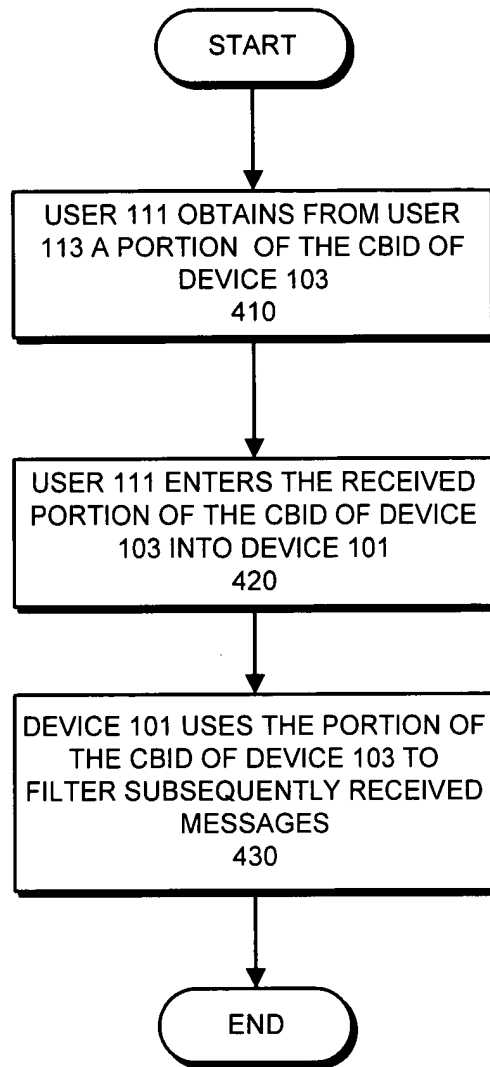 START
USER 111 OBTAINS FROM USER
113 A PORTION OF THE CBID OF
DEVICE 103
410
USER 111 ENTERS THE RECEIVED
PORTION OF THE CBID OF DEVICE
103 INTO DEVICE 101
420
DEVICE 101 USES THE PORTION OF
THE CBID OF DEVICE 103 TO
FILTER SUBSEQUENTLY RECEIVED
MESSAGES
430
END